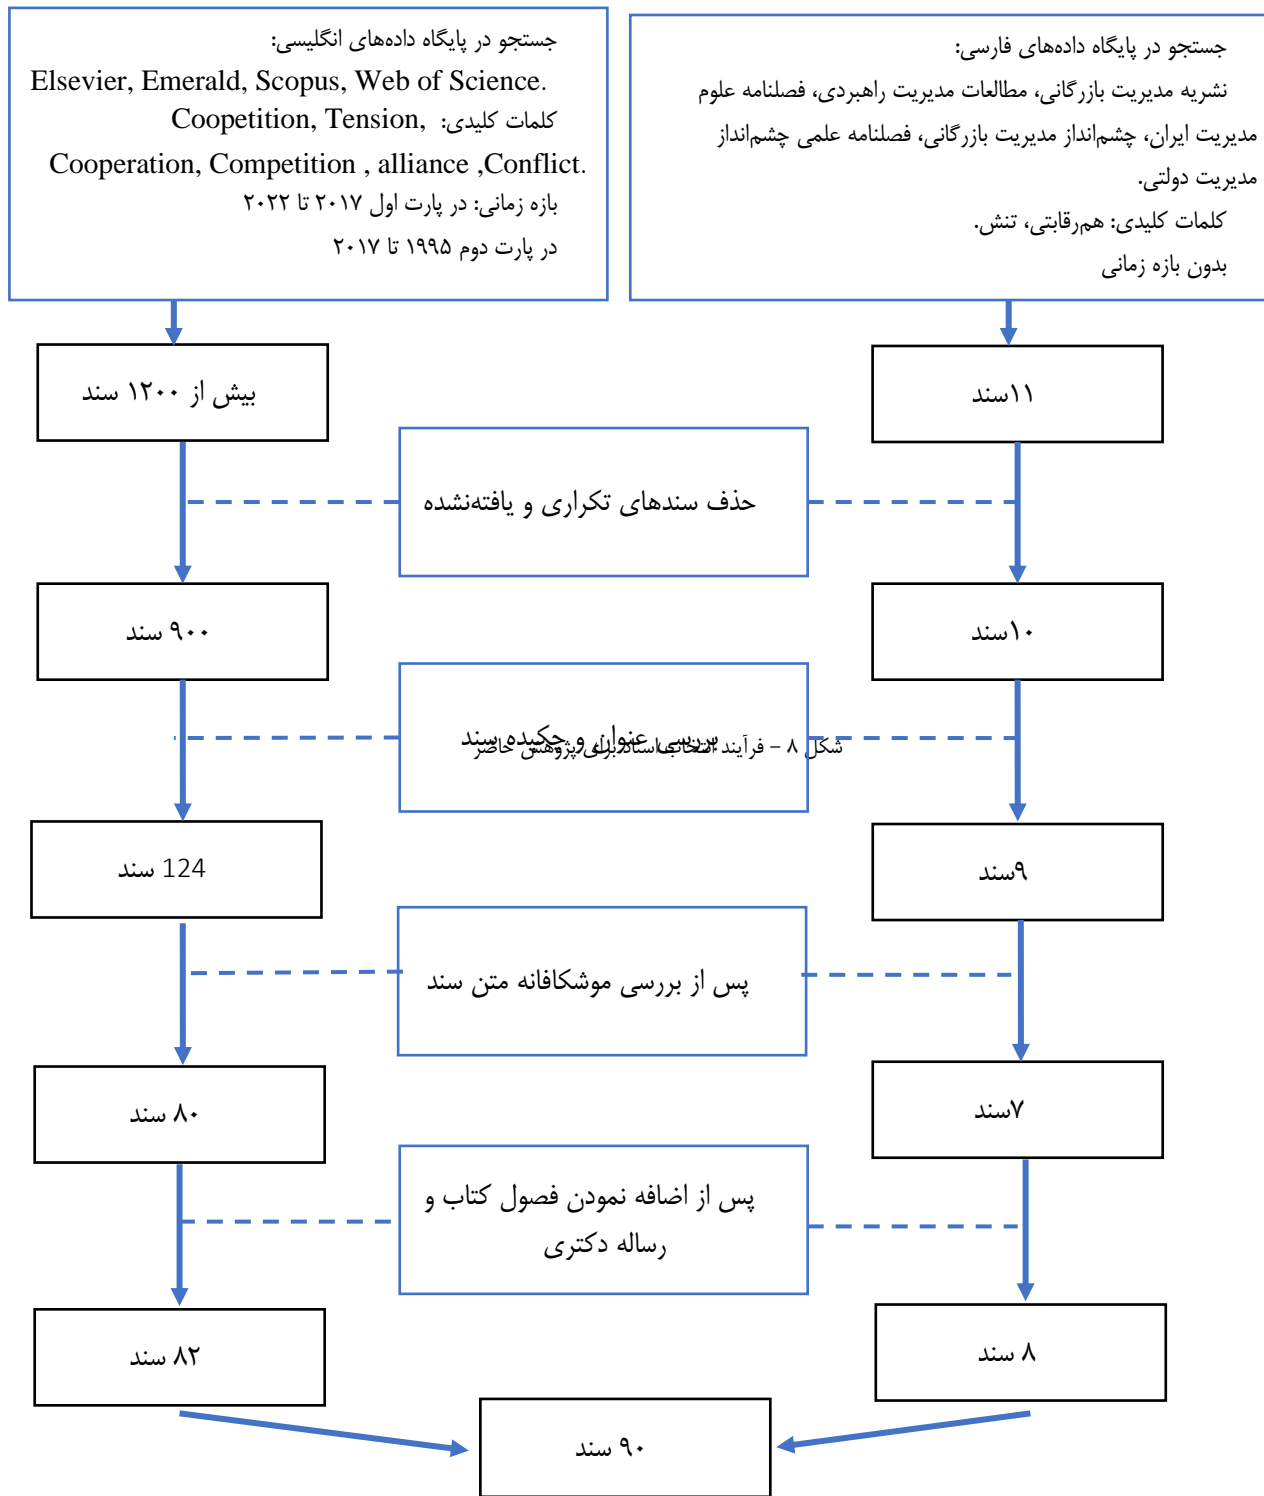 جستجو در پایگاه داده‌های فارسی:
نشریه مدیریت بازرگانی، مطالعات مدیریت راهبردی، فصلنامه علوم
مدیریت ایران، چشم‌انداز مدیریت بازرگانی، فصلنامه علمی چشم‌انداز
مدیریت دولتی.
کلمات کلیدی: هم‌رقابتی، تنش.
بدون بازه زمانی
جستجو در پایگاه داده‌های انگلیسی:
Elsevier, Emerald, Scopus, Web of Science.
کلمات کلیدی: Coopetition, Tension,
Cooperation, Competition , alliance ,Conflict.
بازه زمانی: در پارت اول ۲۰۱۷ تا ۲۰۲۲
در پارت دوم ۱۹۹۵ تا ۲۰۱۷
۱۱سند
بیش از ۱۲۰۰ سند
حذف سندهای تکراری و یافته‌نشده
۱۰سند
۹۰۰ سند
بررسی عنوان و چکیده سند
شکل ۸ - فرآیند انتخاب اسناد برای پژوهش حاضر
۹سند
124 سند
پس از بررسی موشکافانه متن سند
۷سند
۸۰ سند
پس از اضافه نمودن فصول کتاب و
رساله دکتری
۸ سند
۸۲ سند
۹۰ سند